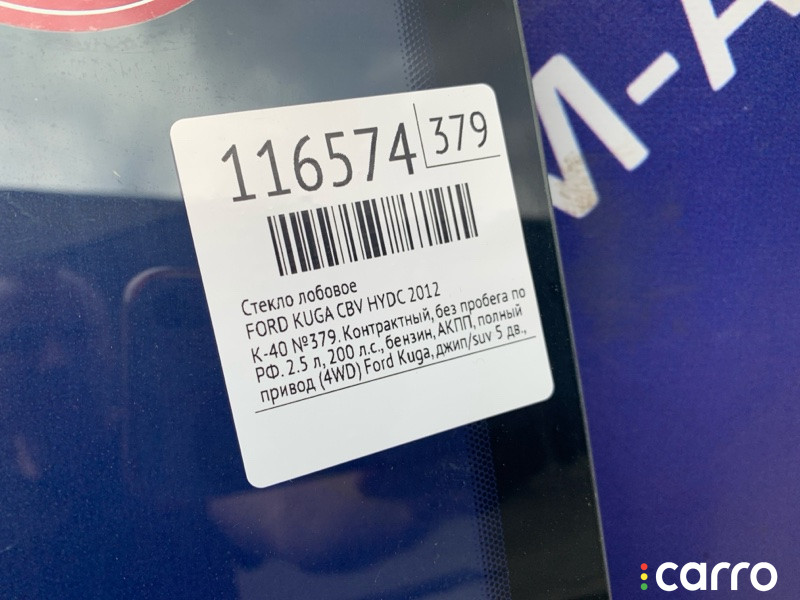 116574
379
Стекло лобовое
FORD KUGA CBV HYDC 2012
К-40 №379. Контрактный, без пробега по
РФ. 2.5 л, 200 л.с., бензин, АКПП, полный
привод (4WD) Ford Kuga, джип/suv 5 дв.,
carro